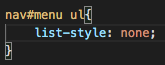 nav#menu ul{
    list-style: none;
}